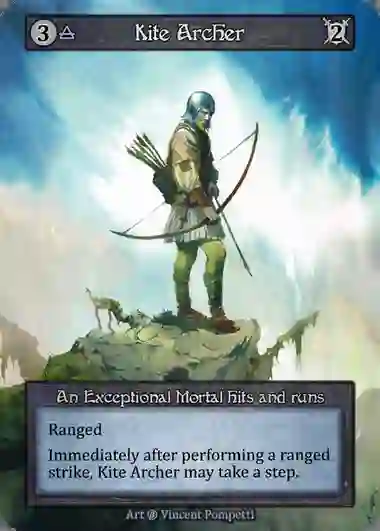 3 Kite Archer 2
An Exceptional Mortal hits and runs
Ranged
Immediately after performing a ranged
strike, Kite Archer may take a step.
Art @ Vincent Pompetti